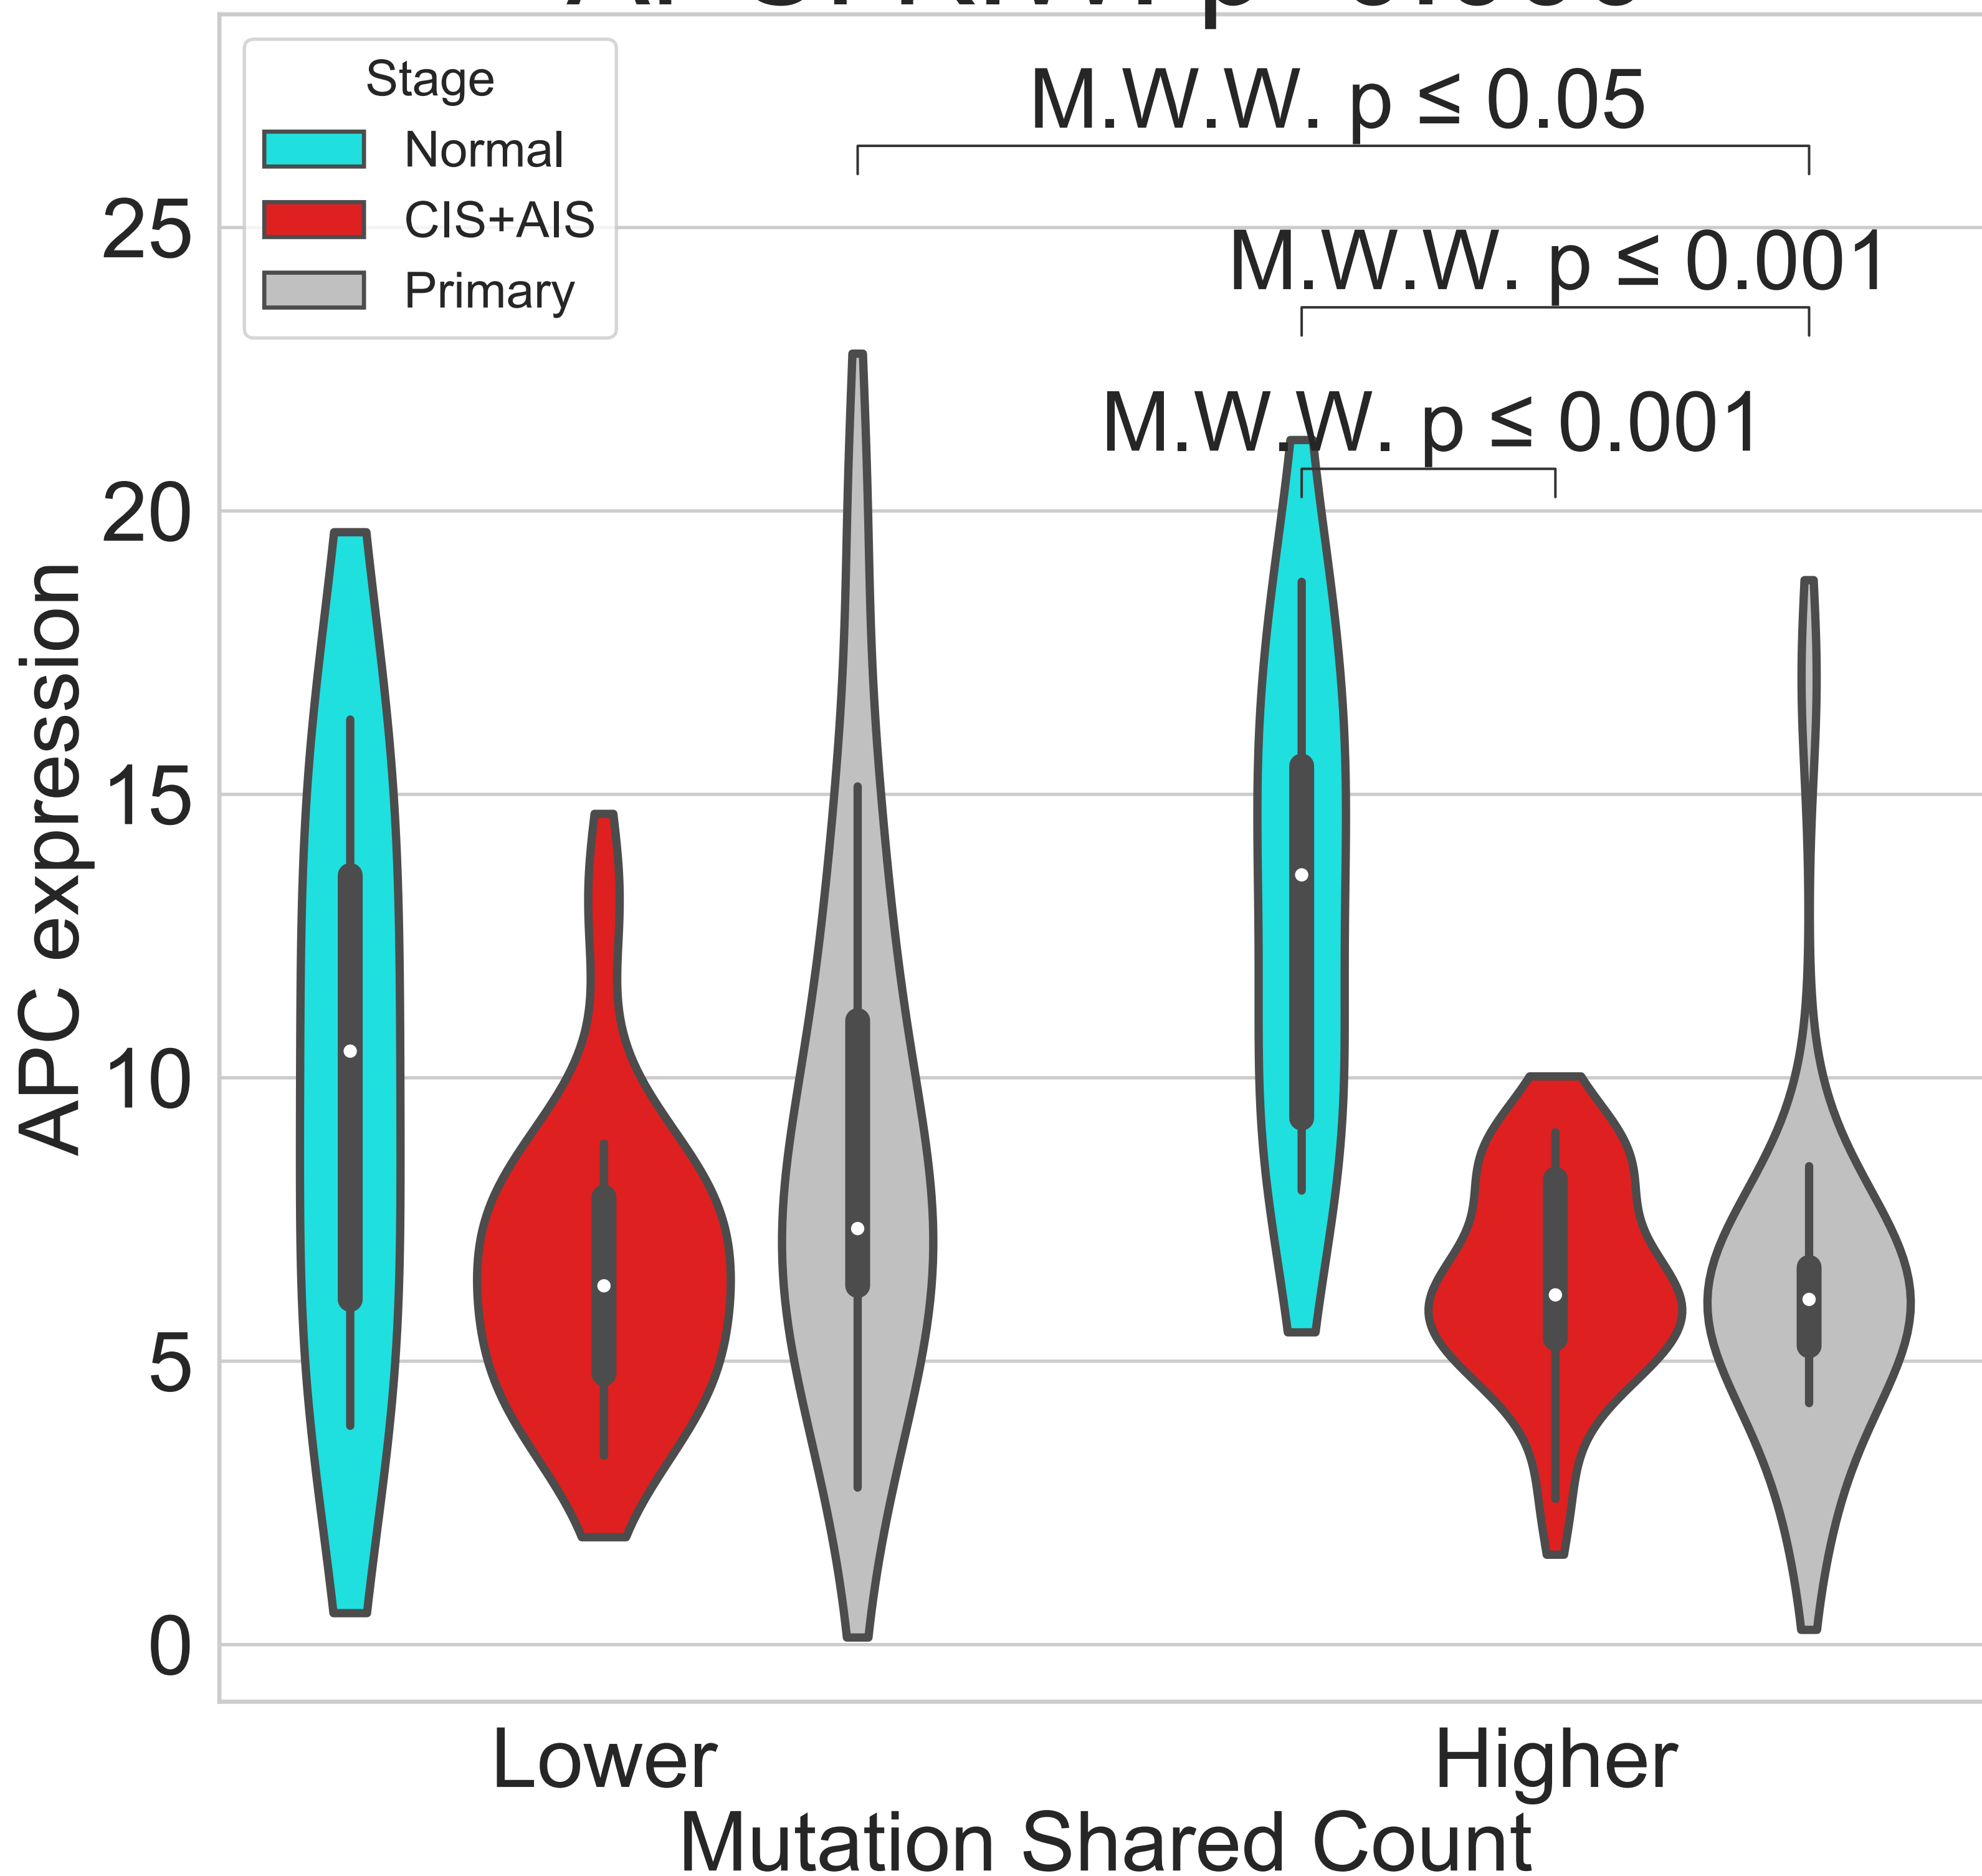 Stage
Normal
CIS+AIS
Primary
M.W.W. p ≤ 0.05
M.W.W. p ≤ 0.001
M.W.W. p ≤ 0.001
25
20
15
10
5
0
APC expression
Lower
Higher
Mutation Shared Count